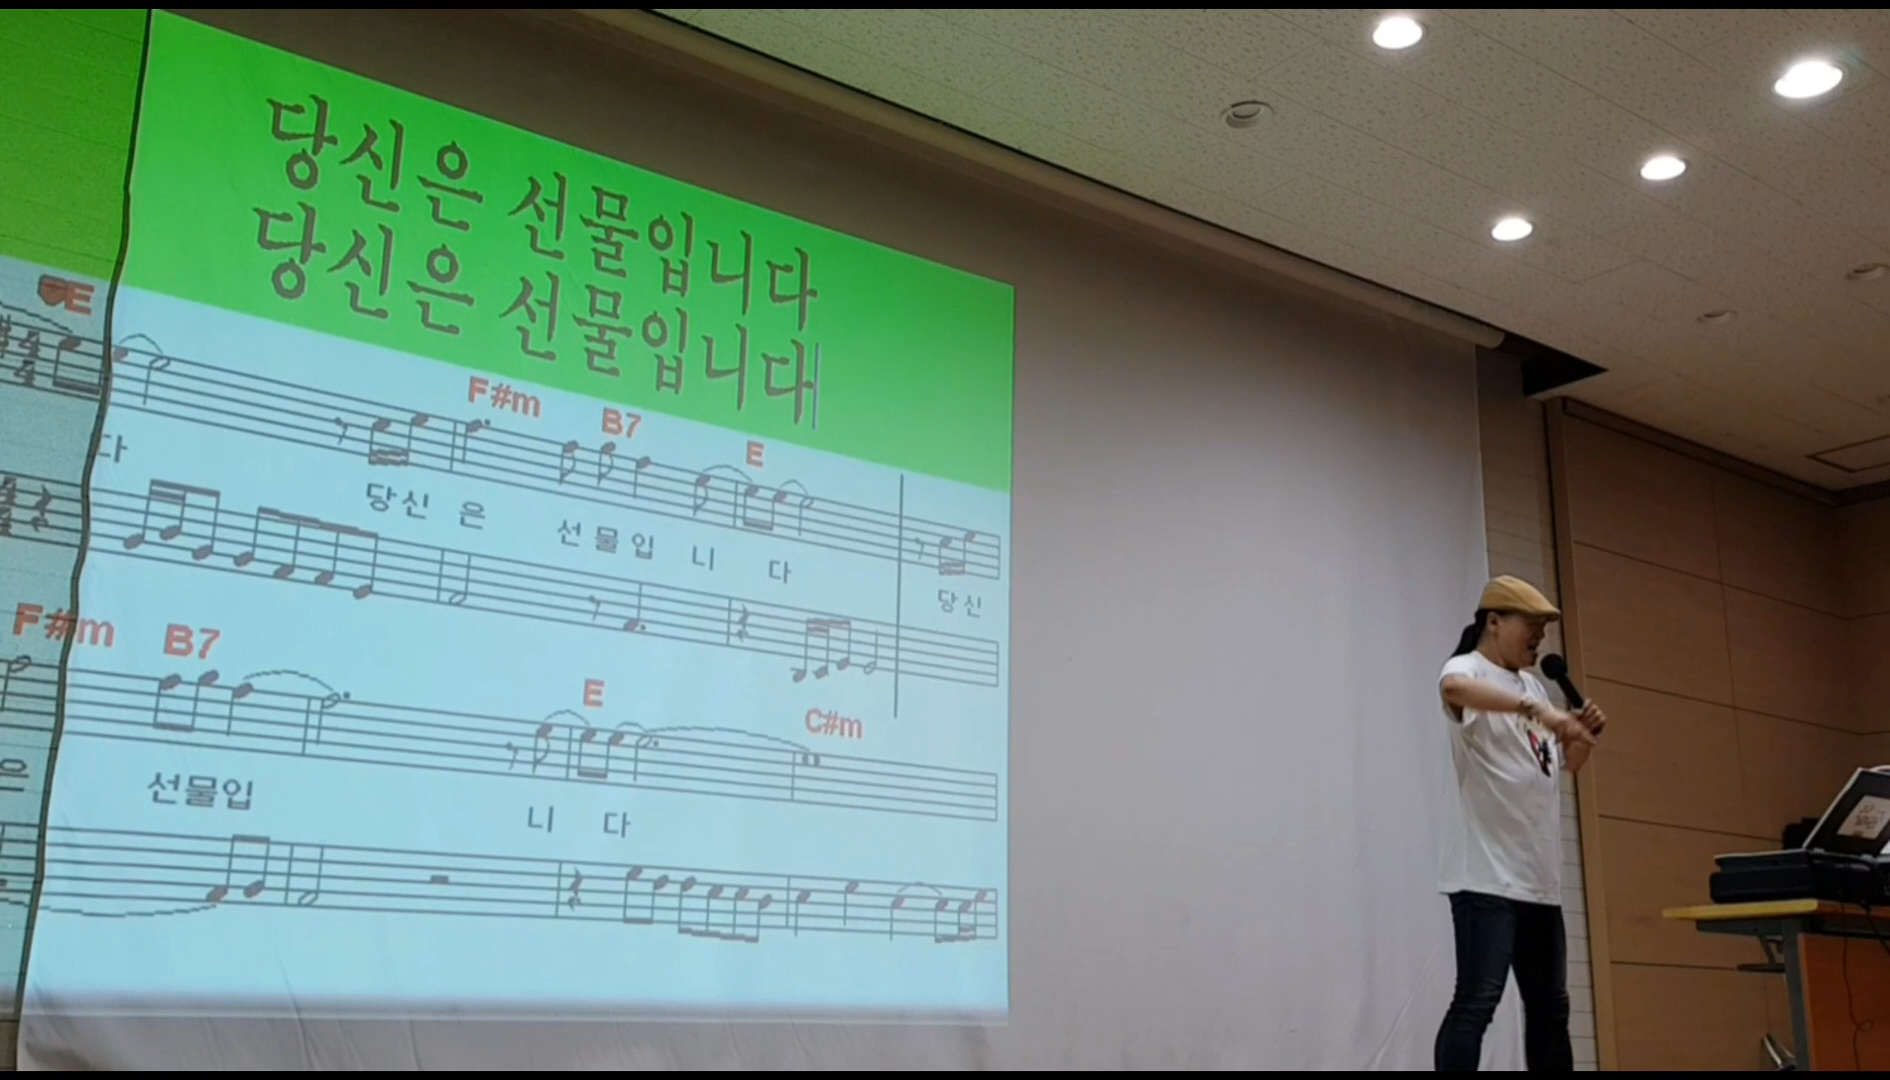 당신은 선물입니다
당신은 선물입니다
E F#m B7 E
다 당신 은 선 물 입 니 다 당 신
F#m B7 E C#m
은 선물입 니 다